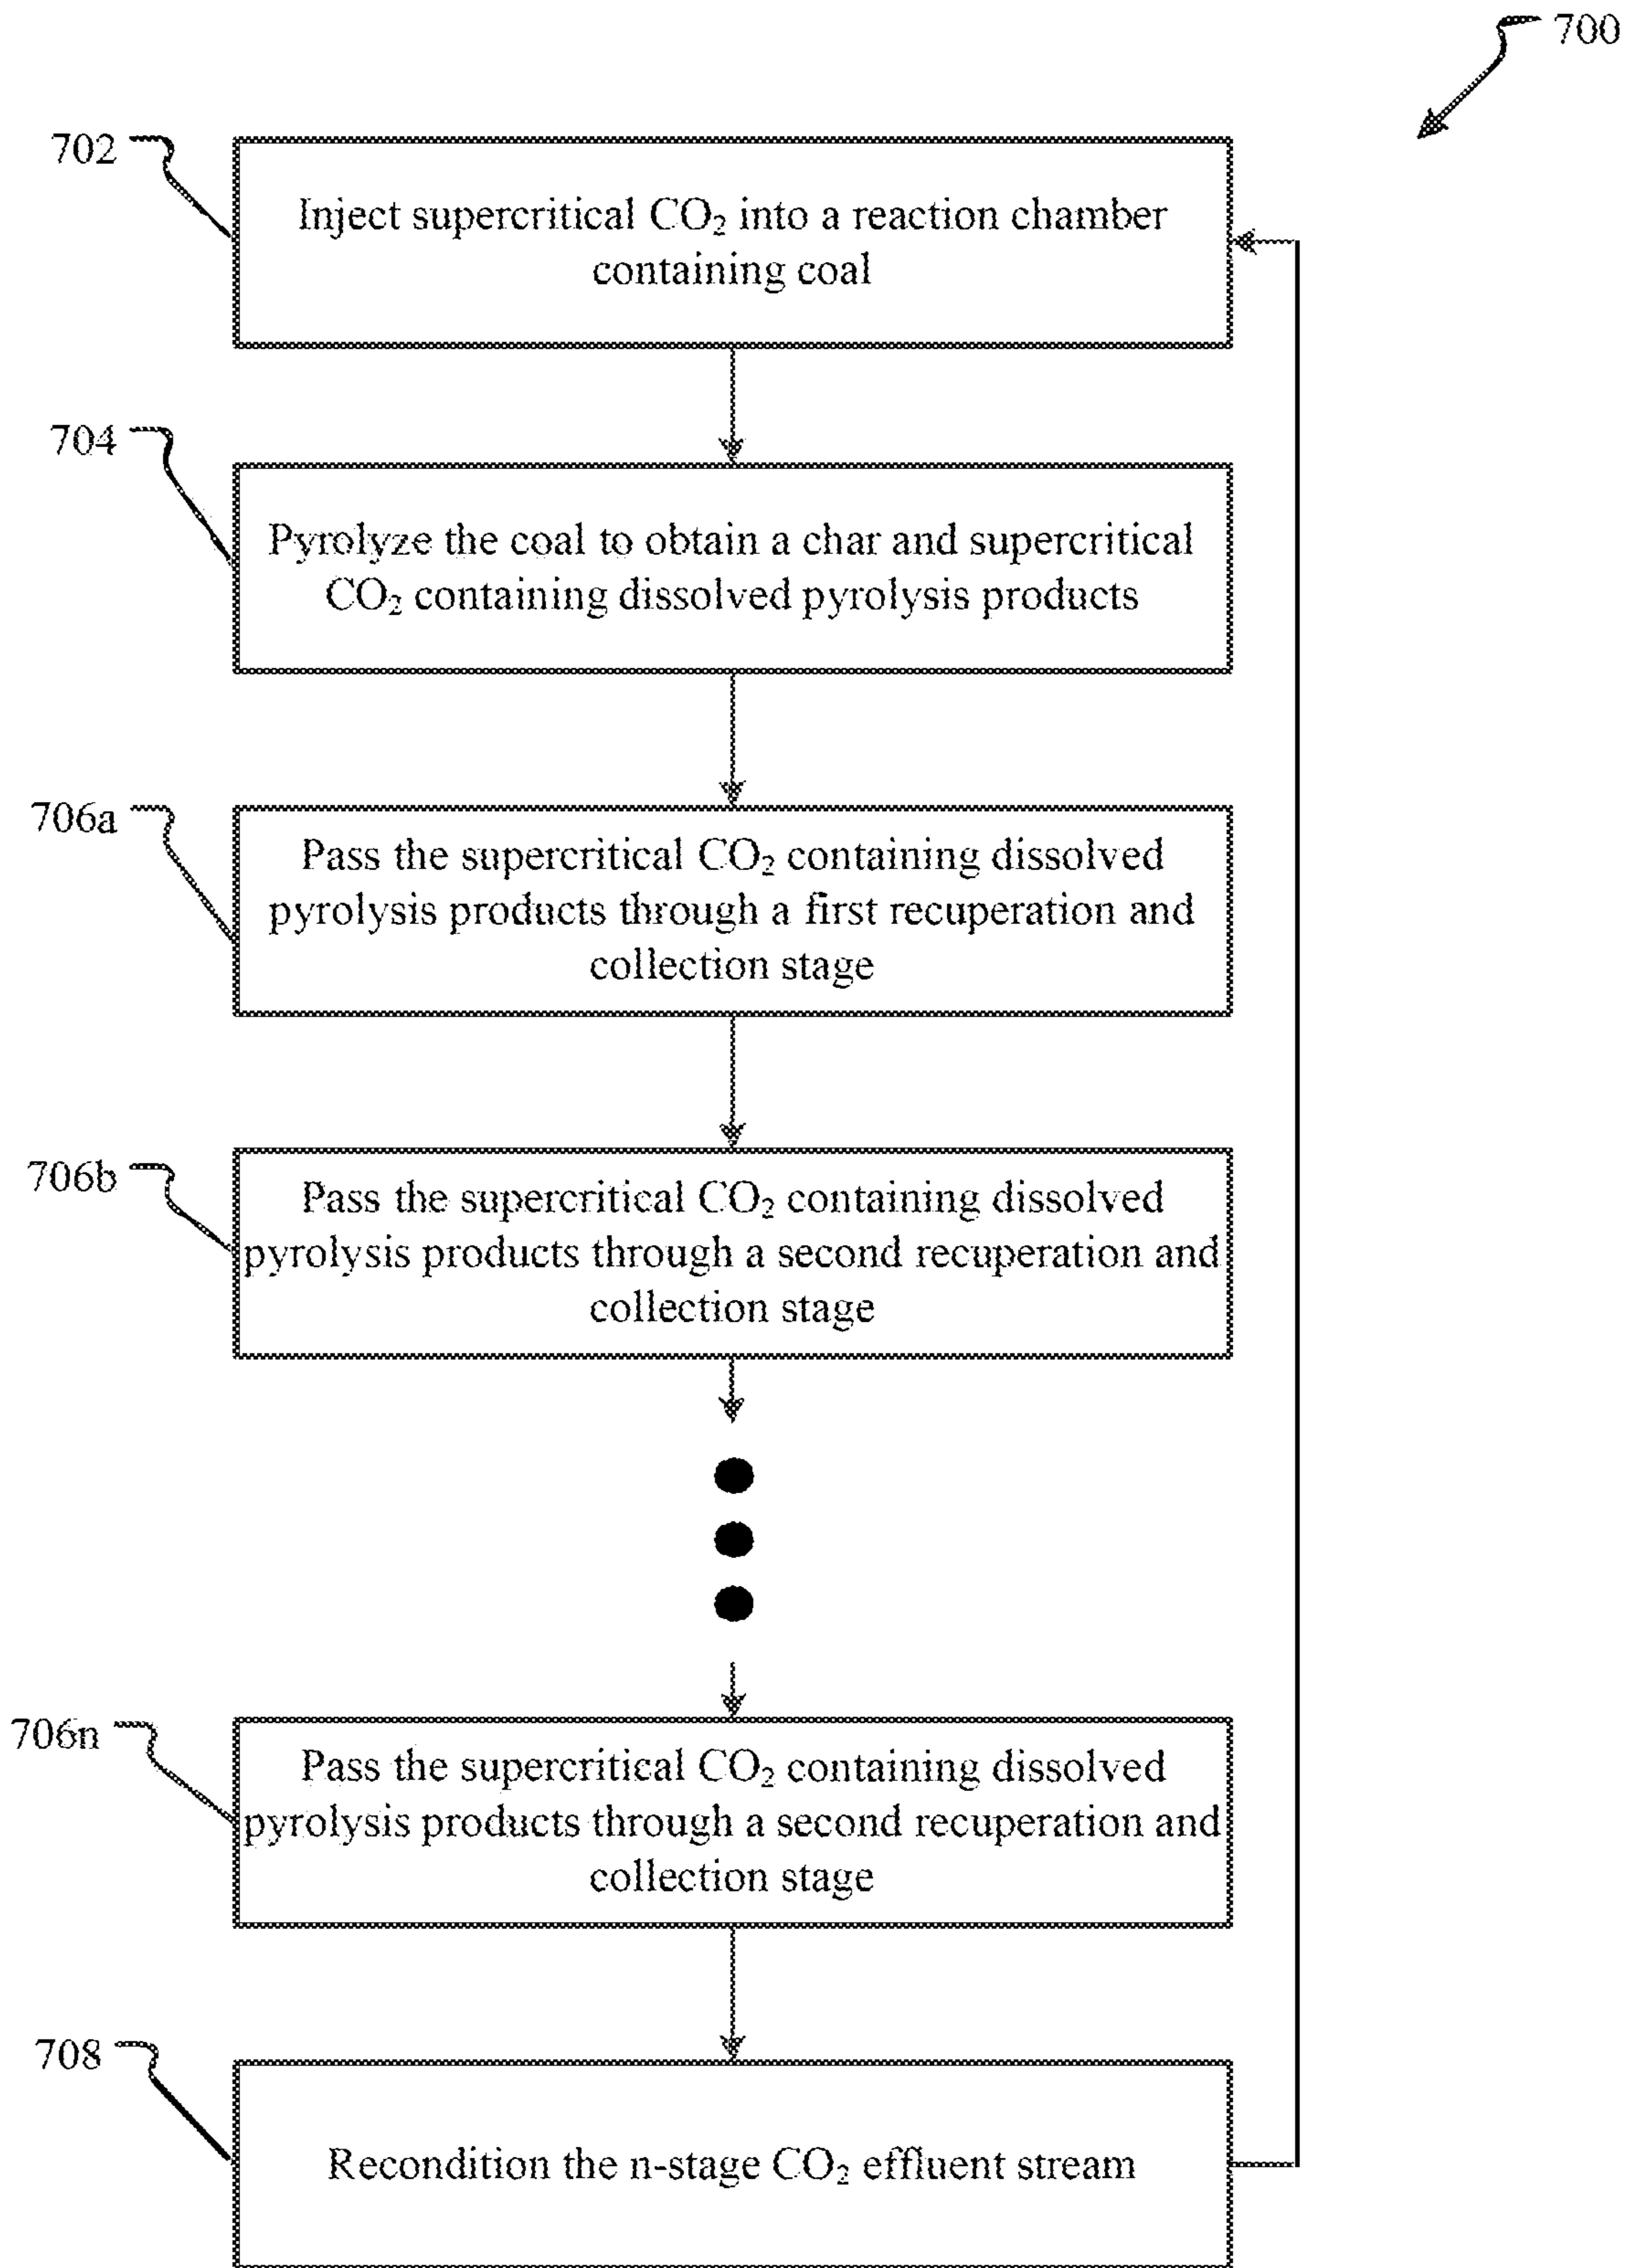 700
702
Inject supercritical CO₂ into a reaction chamber
containing coal
704
Pyrolyze the coal to obtain a char and supercritical
CO₂ containing dissolved pyrolysis products
706a
Pass the supercritical CO₂ containing dissolved
pyrolysis products through a first recuperation and
collection stage
706b
Pass the supercritical CO₂ containing dissolved
pyrolysis products through a second recuperation and
collection stage
706n
Pass the supercritical CO₂ containing dissolved
pyrolysis products through a second recuperation and
collection stage
708
Recondition the n-stage CO₂ effluent stream